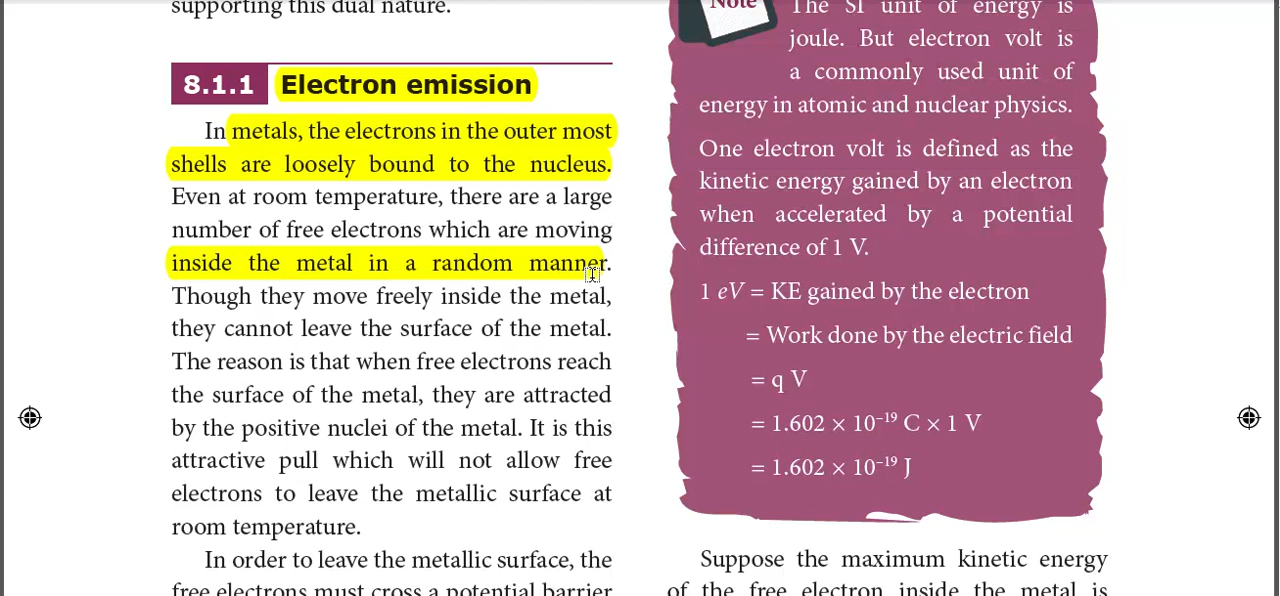 supporting this dual nature.
8.1.1 Electron emission
In metals, the electrons in the outer most
shells are loosely bound to the nucleus.
Even at room temperature, there are a large
number of free electrons which are moving
inside the metal in a random manner.
Though they move freely inside the metal,
they cannot leave the surface of the metal.
The reason is that when free electrons reach
the surface of the metal, they are attracted
by the positive nuclei of the metal. It is this
attractive pull which will not allow free
electrons to leave the metallic surface at
room temperature.
In order to leave the metallic surface, the
free electrons must cross a potential barrier
Note
The SI unit of energy is
joule. But electron volt is
a commonly used unit of
energy in atomic and nuclear physics.
One electron volt is defined as the
kinetic energy gained by an electron
when accelerated by a potential
difference of 1 V.
1 eV = KE gained by the electron
= Work done by the electric field
= q V
= 1.602 × 10⁻¹⁹ C × 1 V
= 1.602 × 10⁻¹⁹ J
Suppose the maximum kinetic energy
of the free electron inside the metal is